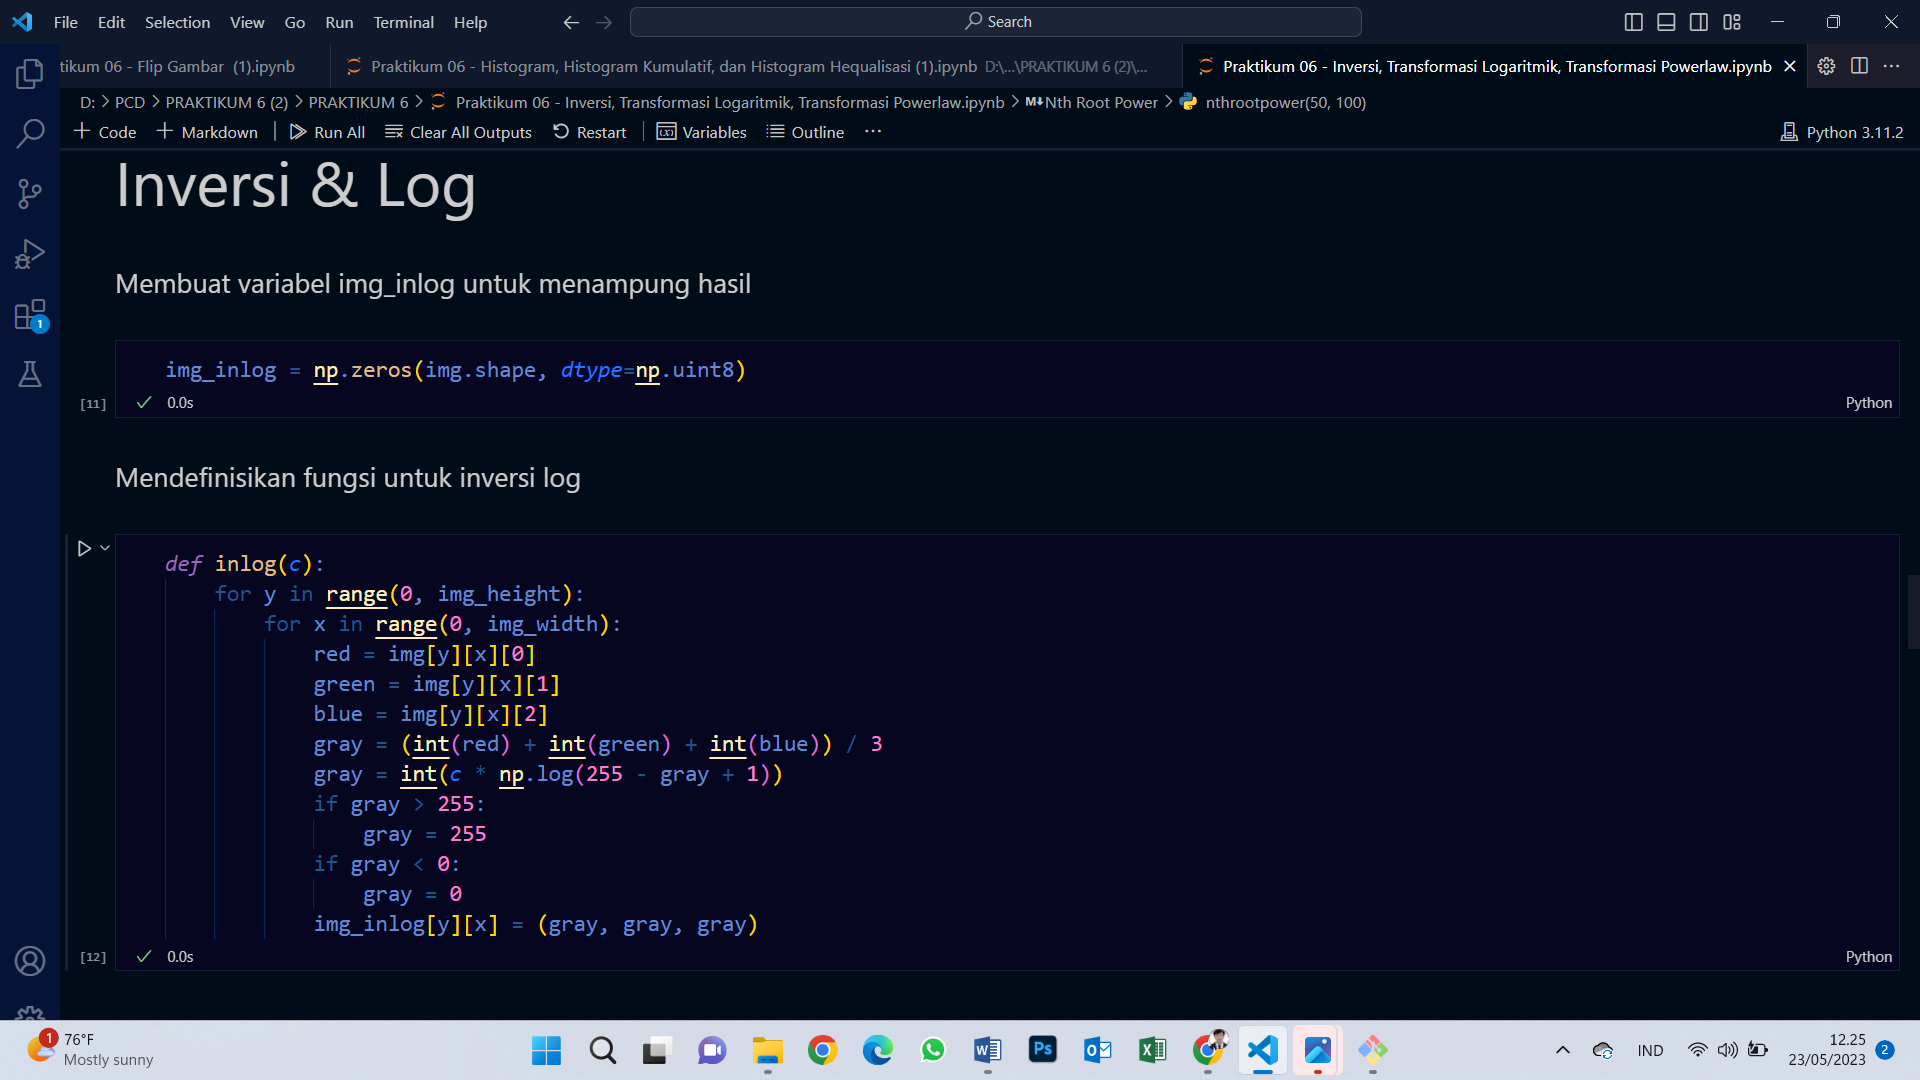 File Edit Selection View Go Run Terminal Help
Search
tikum 06 - Flip Gambar (1).ipynb
Praktikum 06 - Histogram, Histogram Kumulatif, dan Histogram Hequalisasi (1).ipynb D:\...\PRAKTIKUM 6 (2)\...
Praktikum 06 - Inversi, Transformasi Logaritmik, Transformasi Powerlaw.ipynb
D: > PCD > PRAKTIKUM 6 (2) > PRAKTIKUM 6 > Praktikum 06 - Inversi, Transformasi Logaritmik, Transformasi Powerlaw.ipynb > M↓Nth Root Power > nthrootpower(50, 100)
+ Code + Markdown | Run All Clear All Outputs Restart | Variables Outline ... Python 3.11.2
Inversi & Log
Membuat variabel img_inlog untuk menampung hasil
img_inlog = np.zeros(img.shape, dtype=np.uint8)
[11] ✓ 0.0s Python
Mendefinisikan fungsi untuk inversi log
def inlog(c):
    for y in range(0, img_height):
        for x in range(0, img_width):
            red = img[y][x][0]
            green = img[y][x][1]
            blue = img[y][x][2]
            gray = (int(red) + int(green) + int(blue)) / 3
            gray = int(c * np.log(255 - gray + 1))
            if gray > 255:
                gray = 255
            if gray < 0:
                gray = 0
            img_inlog[y][x] = (gray, gray, gray)
[12] ✓ 0.0s Python
1
1
76°F
Mostly sunny
Ps
IND
12.25
23/05/2023
2